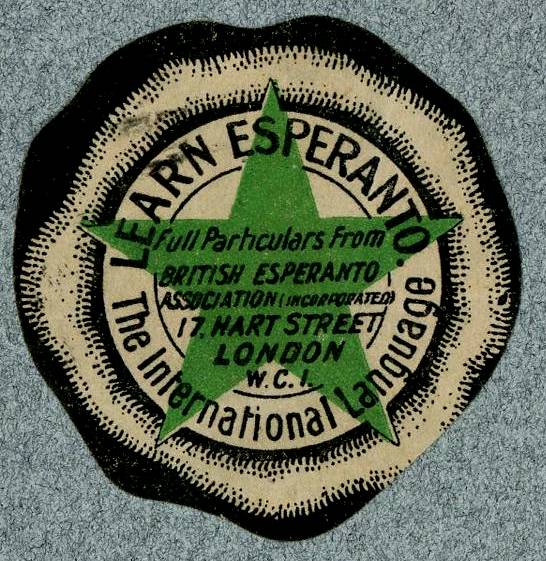 LEARN ESPERANTO.
Full Particulars From
BRITISH ESPERANTO
ASSOCIATION (INCORPORATED)
17. HART STREET
LONDON
W.C.1.
The International Language